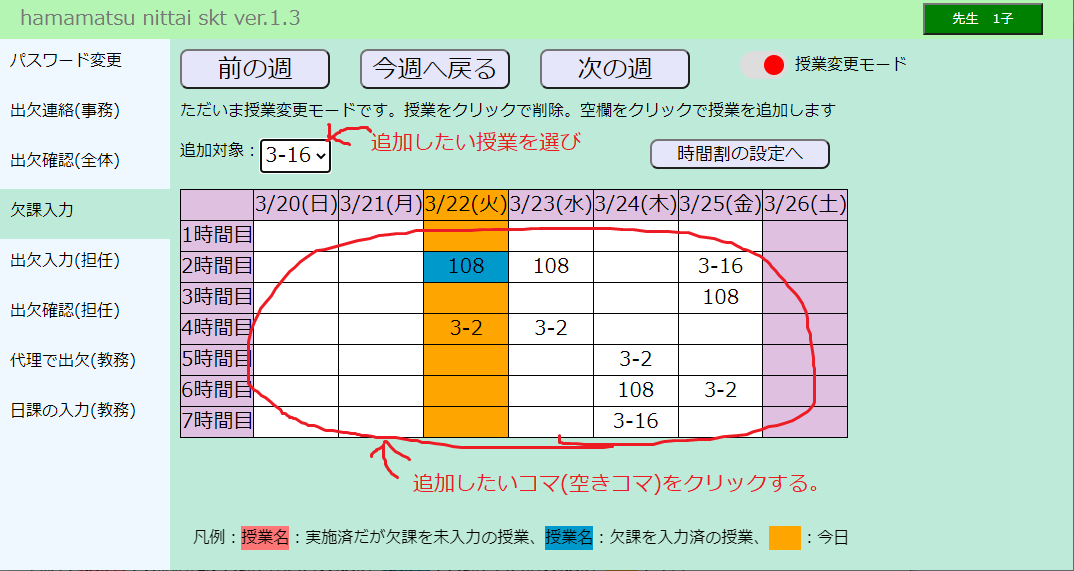 hamamatsu nittai skt ver.1.3
先生　1子
パスワード変更
出欠連絡(事務)
出欠確認(全体)
欠課入力
出欠入力(担任)
出欠確認(担任)
代理で出欠(教務)
日課の入力(教務)
前の週 今週へ戻る 次の週 授業変更モード
ただいま授業変更モードです。授業をクリックで削除。空欄をクリックで授業を追加します
追加対象：3-16 追加したい授業を選び 時間割の設定へ
3/20(日) 3/21(月) 3/22(火) 3/23(水) 3/24(木) 3/25(金) 3/26(土)
1時間目
2時間目 108 108 3-16
3時間目 108
4時間目 3-2 3-2
5時間目 3-2
6時間目 108 3-2
7時間目 3-16
追加したいコマ(空きコマ)をクリックする。
凡例：授業名：実施済だが欠課を未入力の授業、授業名：欠課を入力済の授業、　：今日